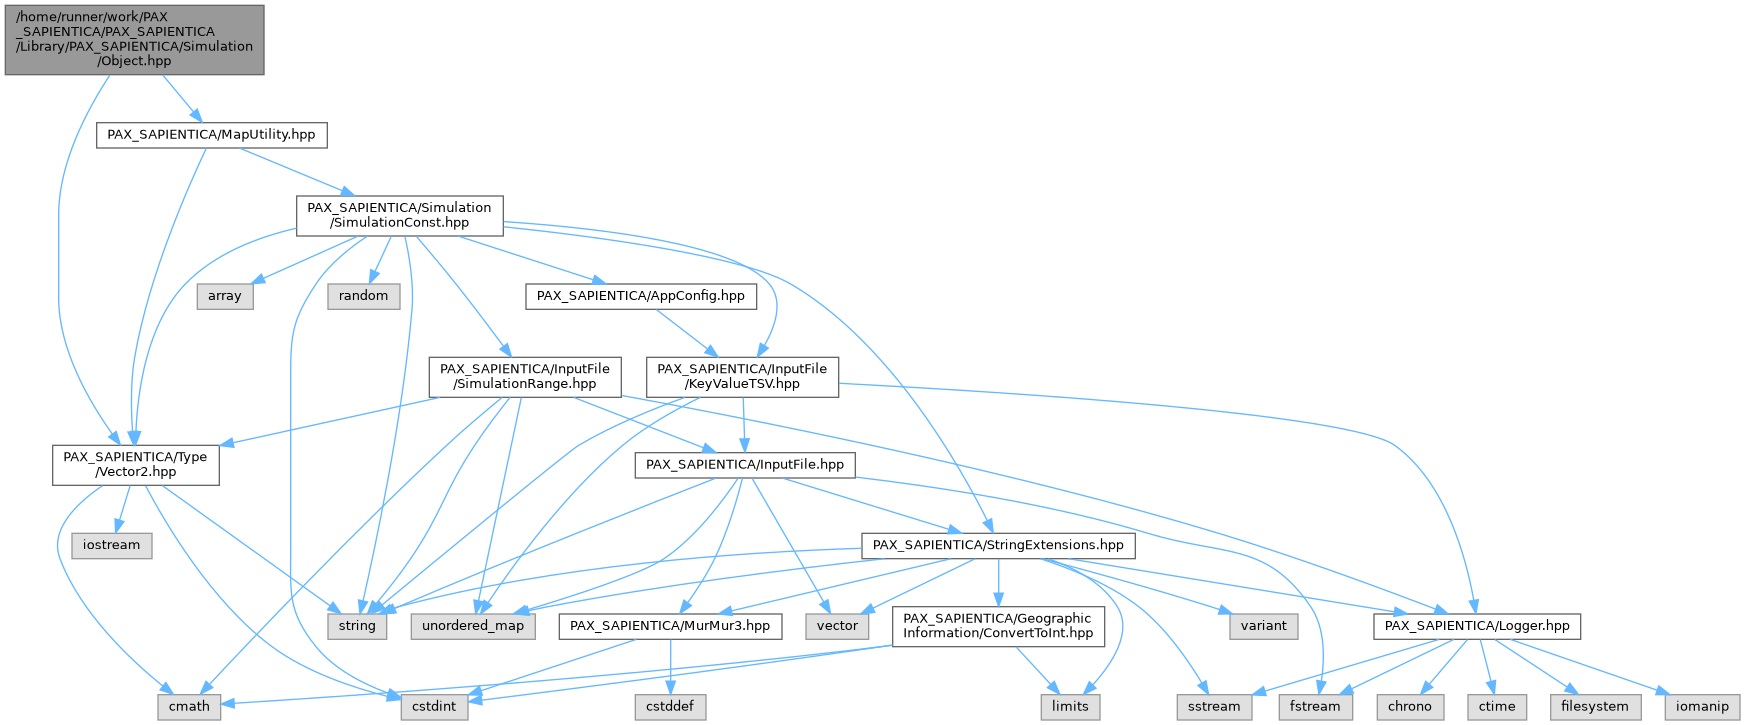 /home/runner/work/PAX
_SAPIENTICA/PAX_SAPIENTICA
/Library/PAX_SAPIENTICA/Simulation
/Object.hpp
PAX_SAPIENTICA/MapUtility.hpp
PAX_SAPIENTICA/Simulation
/SimulationConst.hpp
array
random
PAX_SAPIENTICA/AppConfig.hpp
PAX_SAPIENTICA/InputFile
/SimulationRange.hpp
PAX_SAPIENTICA/InputFile
/KeyValueTSV.hpp
PAX_SAPIENTICA/Type
/Vector2.hpp
PAX_SAPIENTICA/InputFile.hpp
iostream
PAX_SAPIENTICA/StringExtensions.hpp
string
unordered_map
PAX_SAPIENTICA/MurMur3.hpp
vector
PAX_SAPIENTICA/Geographic
Information/ConvertToInt.hpp
variant
PAX_SAPIENTICA/Logger.hpp
cmath
cstdint
cstddef
limits
sstream
fstream
chrono
ctime
filesystem
iomanip